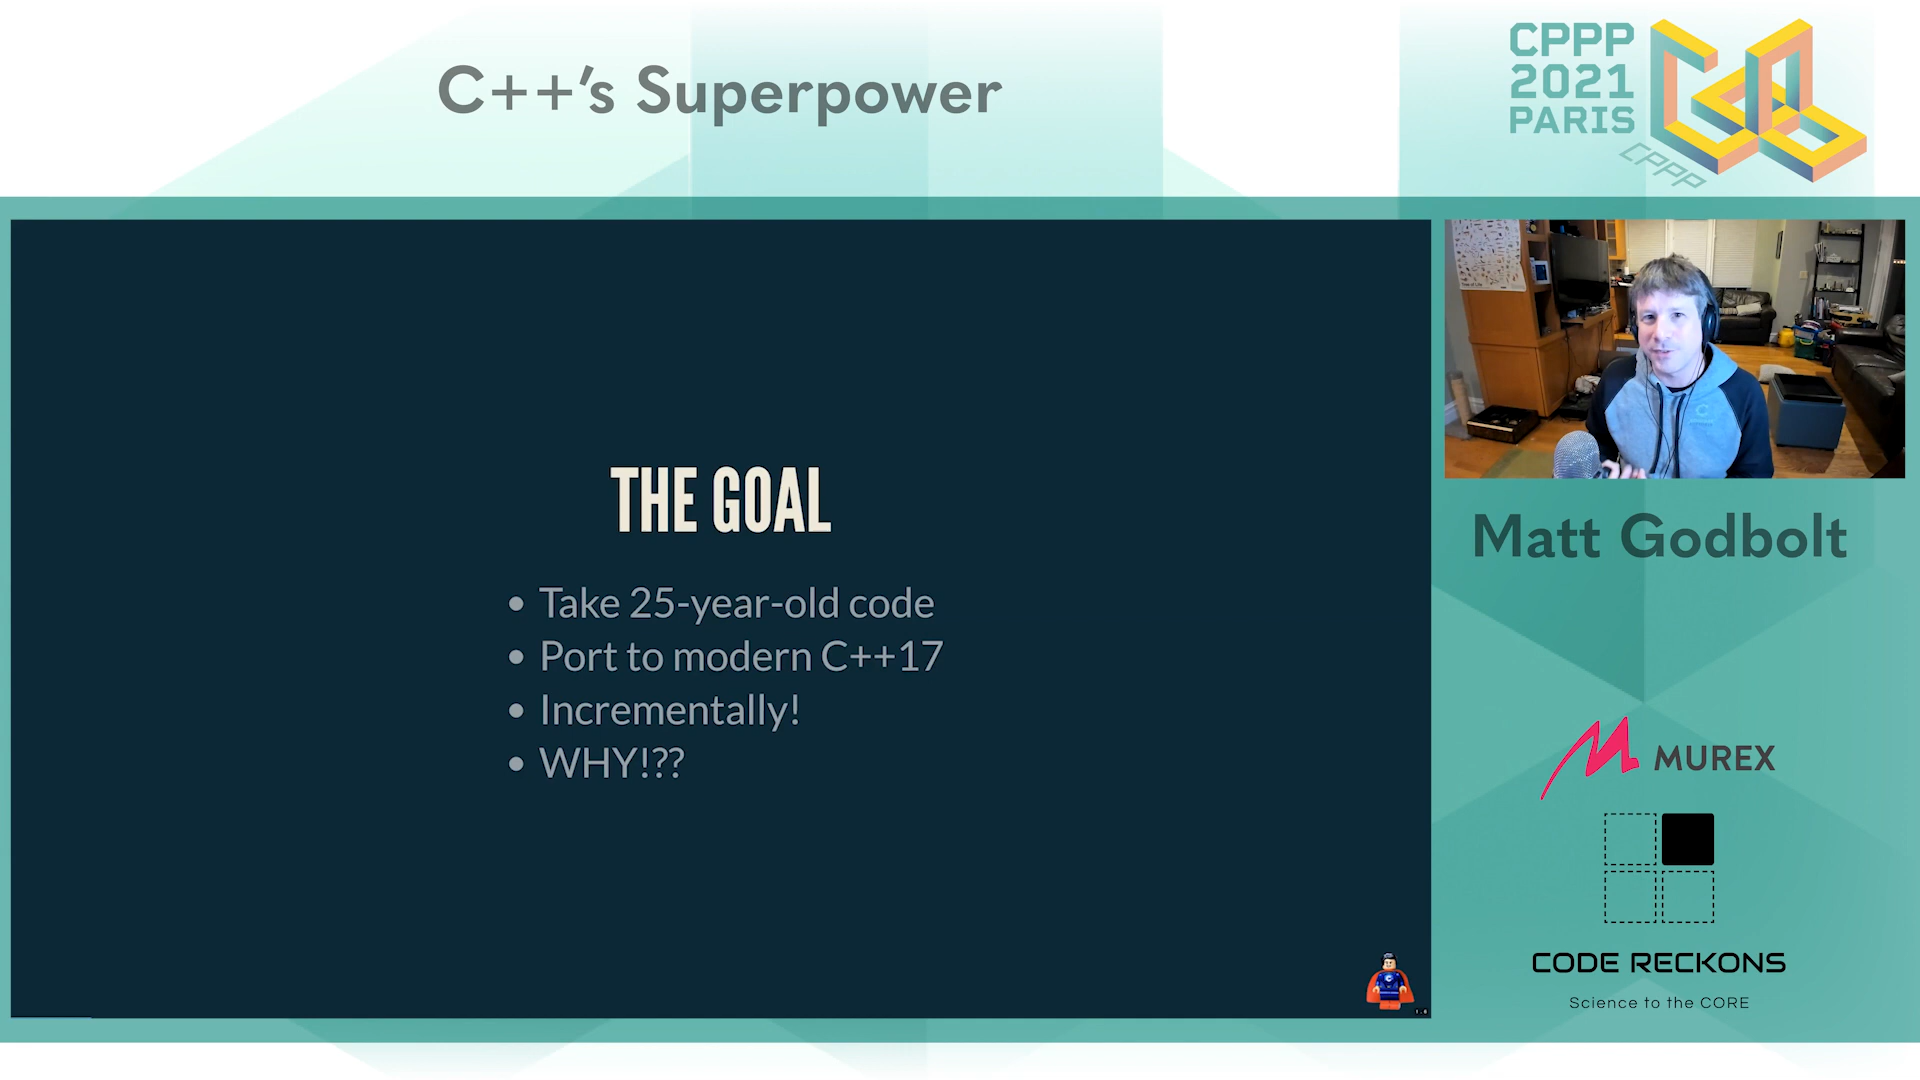 C++’s Superpower
CPPP
2021
PARIS
CPPP
THE GOAL
• Take 25-year-old code
• Port to modern C++17
• Incrementally!
• WHY!??
Matt Godbolt
MUREX
CODE RECKONS
Science to the CORE